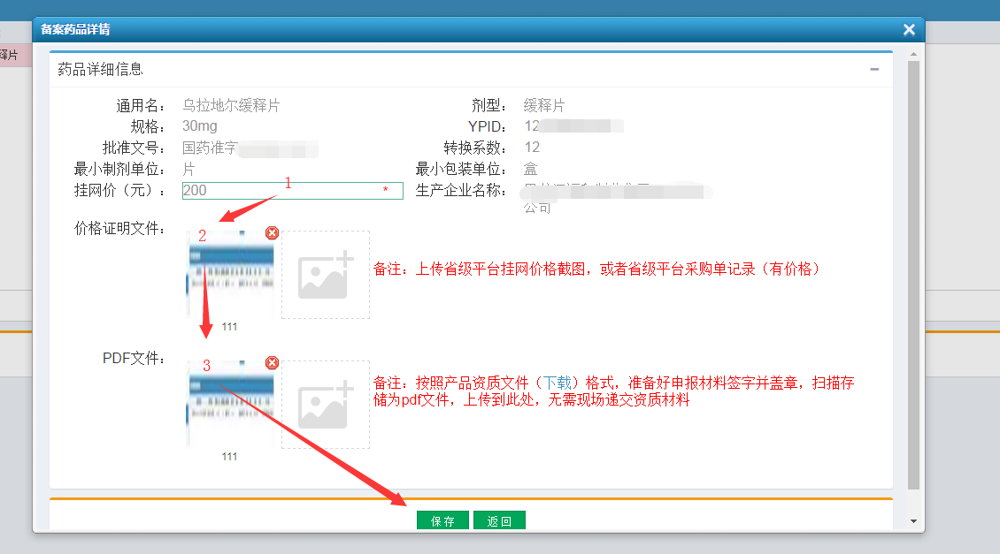 备案药品详情
释片
药品详细信息
通用名： 乌拉地尔缓释片 剂型： 缓释片
规格： 30mg YPID: 12
批准文号： 国药准字 转换系数： 12
最小制剂单位： 片 最小包装单位： 盒
挂网价（元）： 200 * 生产企业名称：
公司
1
价格证明文件：
2
备注：上传省级平台挂网价格截图，或者省级平台采购单记录（有价格）
111
PDF文件：
3
备注：按照产品资质文件（下载）格式，准备好申报材料签字并盖章，扫描存
储为pdf文件，上传到此处，无需现场递交资质材料
111
保存 返回